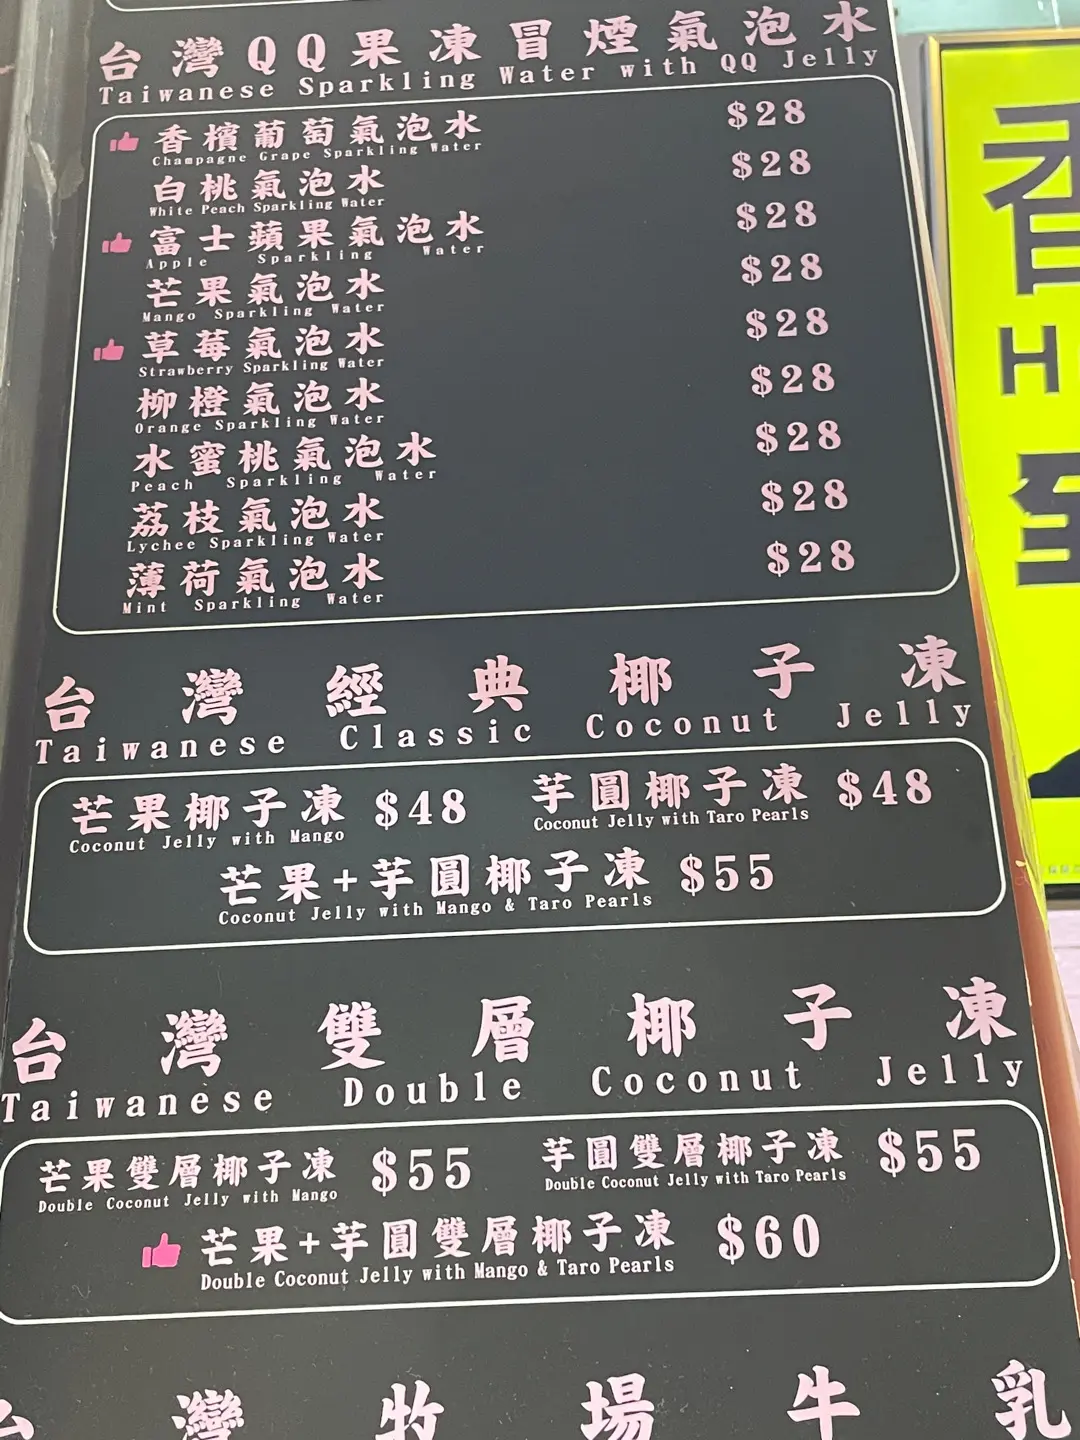 台灣QQ果凍冒煙氣泡水
Taiwanese Sparkling Water with QQ Jelly
香檳葡萄氣泡水 $28
Champagne Grape Sparkling Water
白桃氣泡水 $28
White Peach Sparkling Water
富士蘋果氣泡水 $28
Apple Sparkling Water
芒果氣泡水 $28
Mango Sparkling Water
草莓氣泡水 $28
Strawberry Sparkling Water
柳橙氣泡水 $28
Orange Sparkling Water
水蜜桃氣泡水 $28
Peach Sparkling Water
荔枝氣泡水 $28
Lychee Sparkling Water
薄荷氣泡水 $28
Mint Sparkling Water
台灣經典椰子凍
Taiwanese Classic Coconut Jelly
芒果椰子凍 $48 芋圓椰子凍 $48
Coconut Jelly with Mango Coconut Jelly with Taro Pearls
芒果+芋圓椰子凍 $55
Coconut Jelly with Mango & Taro Pearls
台灣雙層椰子凍
Taiwanese Double Coconut Jelly
芒果雙層椰子凍 $55 芋圓雙層椰子凍 $55
Double Coconut Jelly with Mango Double Coconut Jelly with Taro Pearls
芒果+芋圓雙層椰子凍 $60
Double Coconut Jelly with Mango & Taro Pearls
台灣牧場牛乳
香
H